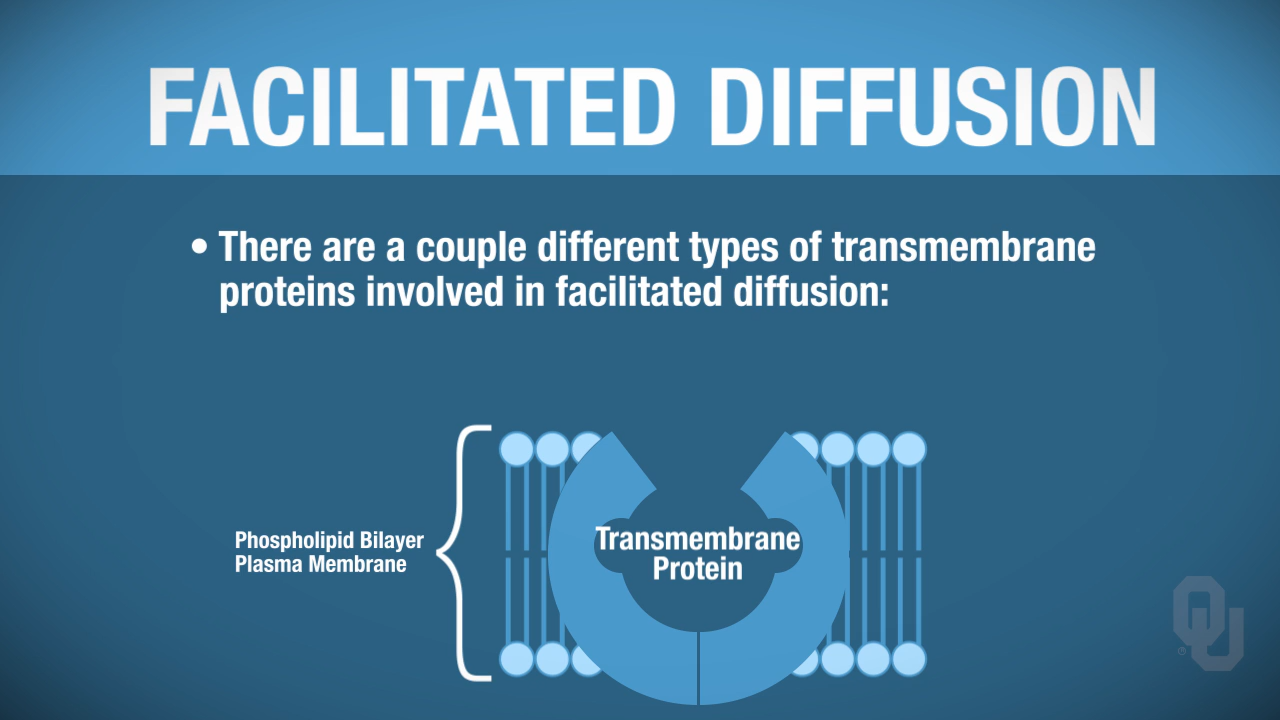 FACILITATED DIFFUSION
• There are a couple different types of transmembrane
proteins involved in facilitated diffusion:
Phospholipid Bilayer
Plasma Membrane
Transmembrane
Protein
OU
®